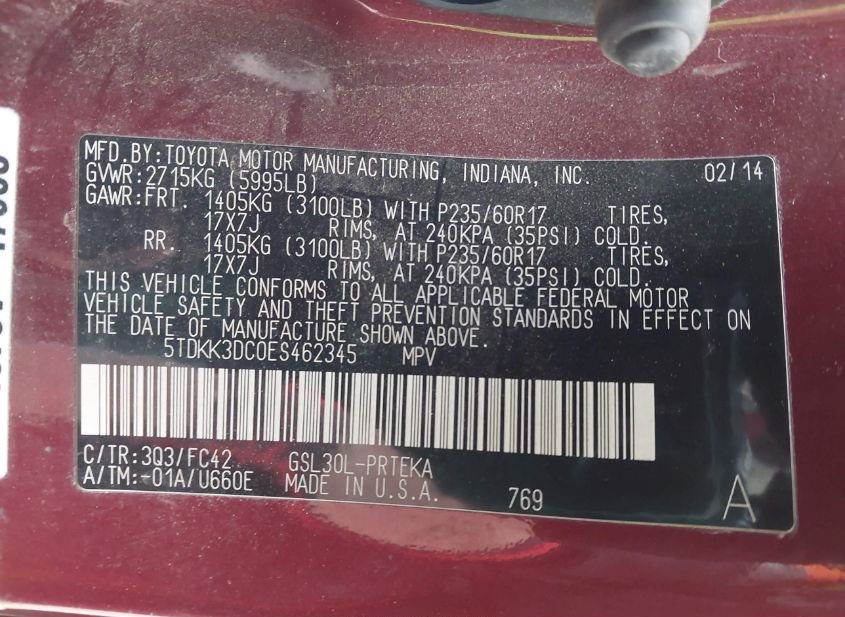 MFD.BY:TOYOTA MOTOR MANUFACTURING, INDIANA, INC. 02/14
GVWR:2715KG (5995LB)
GAWR:FRT. 1405KG (3100LB) WITH P235/60R17 TIRES,
17X7J RIMS, AT 240KPA (35PSI) COLD.
RR. 1405KG (3100LB) WITH P235/60R17 TIRES,
17X7J RIMS, AT 240KPA (35PSI) COLD.
THIS VEHICLE CONFORMS TO ALL APPLICABLE FEDERAL MOTOR
VEHICLE SAFETY AND THEFT PREVENTION STANDARDS IN EFFECT ON
THE DATE OF MANUFACTURE SHOWN ABOVE.
5TDKK3DC0ES462345 MPV
C/TR:3Q3/FC42 GSL30L-PRTEKA
A/TM:-01A/U660E MADE IN U.S.A.
769 A